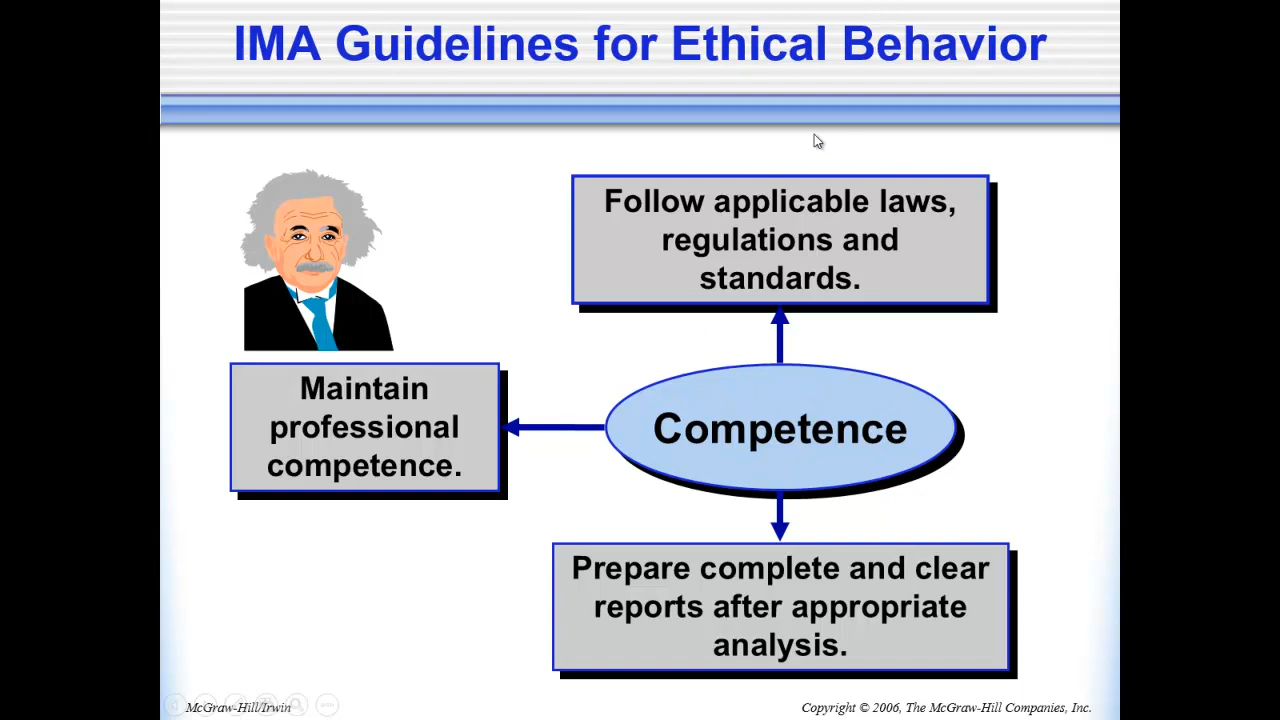 IMA Guidelines for Ethical Behavior
Follow applicable laws,
regulations and
standards.
Maintain
professional
competence.
Competence
Prepare complete and clear
reports after appropriate
analysis.
McGraw-Hill/Irwin
Copyright © 2006, The McGraw-Hill Companies, Inc.